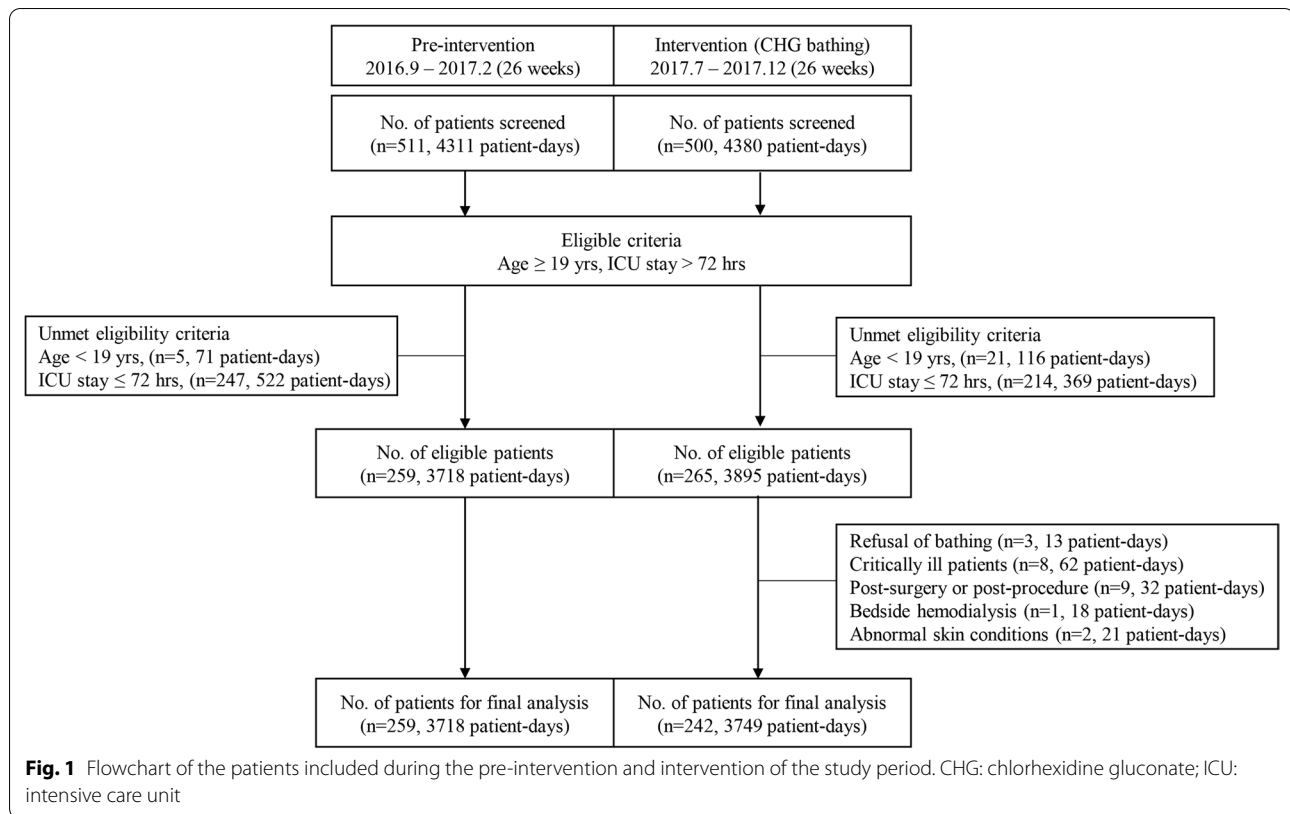 Pre-intervention
2016.9 – 2017.2 (26 weeks)
Intervention (CHG bathing)
2017.7 – 2017.12 (26 weeks)
No. of patients screened
(n=511, 4311 patient-days)
No. of patients screened
(n=500, 4380 patient-days)
Eligible criteria
Age ≥ 19 yrs, ICU stay > 72 hrs
Unmet eligibility criteria
Age < 19 yrs, (n=5, 71 patient-days)
ICU stay ≤ 72 hrs, (n=247, 522 patient-days)
Unmet eligibility criteria
Age < 19 yrs, (n=21, 116 patient-days)
ICU stay ≤ 72 hrs, (n=214, 369 patient-days)
No. of eligible patients
(n=259, 3718 patient-days)
No. of eligible patients
(n=265, 3895 patient-days)
Refusal of bathing (n=3, 13 patient-days)
Critically ill patients (n=8, 62 patient-days)
Post-surgery or post-procedure (n=9, 32 patient-days)
Bedside hemodialysis (n=1, 18 patient-days)
Abnormal skin conditions (n=2, 21 patient-days)
No. of patients for final analysis
(n=259, 3718 patient-days)
No. of patients for final analysis
(n=242, 3749 patient-days)
Fig. 1 Flowchart of the patients included during the pre-intervention and intervention of the study period. CHG: chlorhexidine gluconate; ICU:
intensive care unit